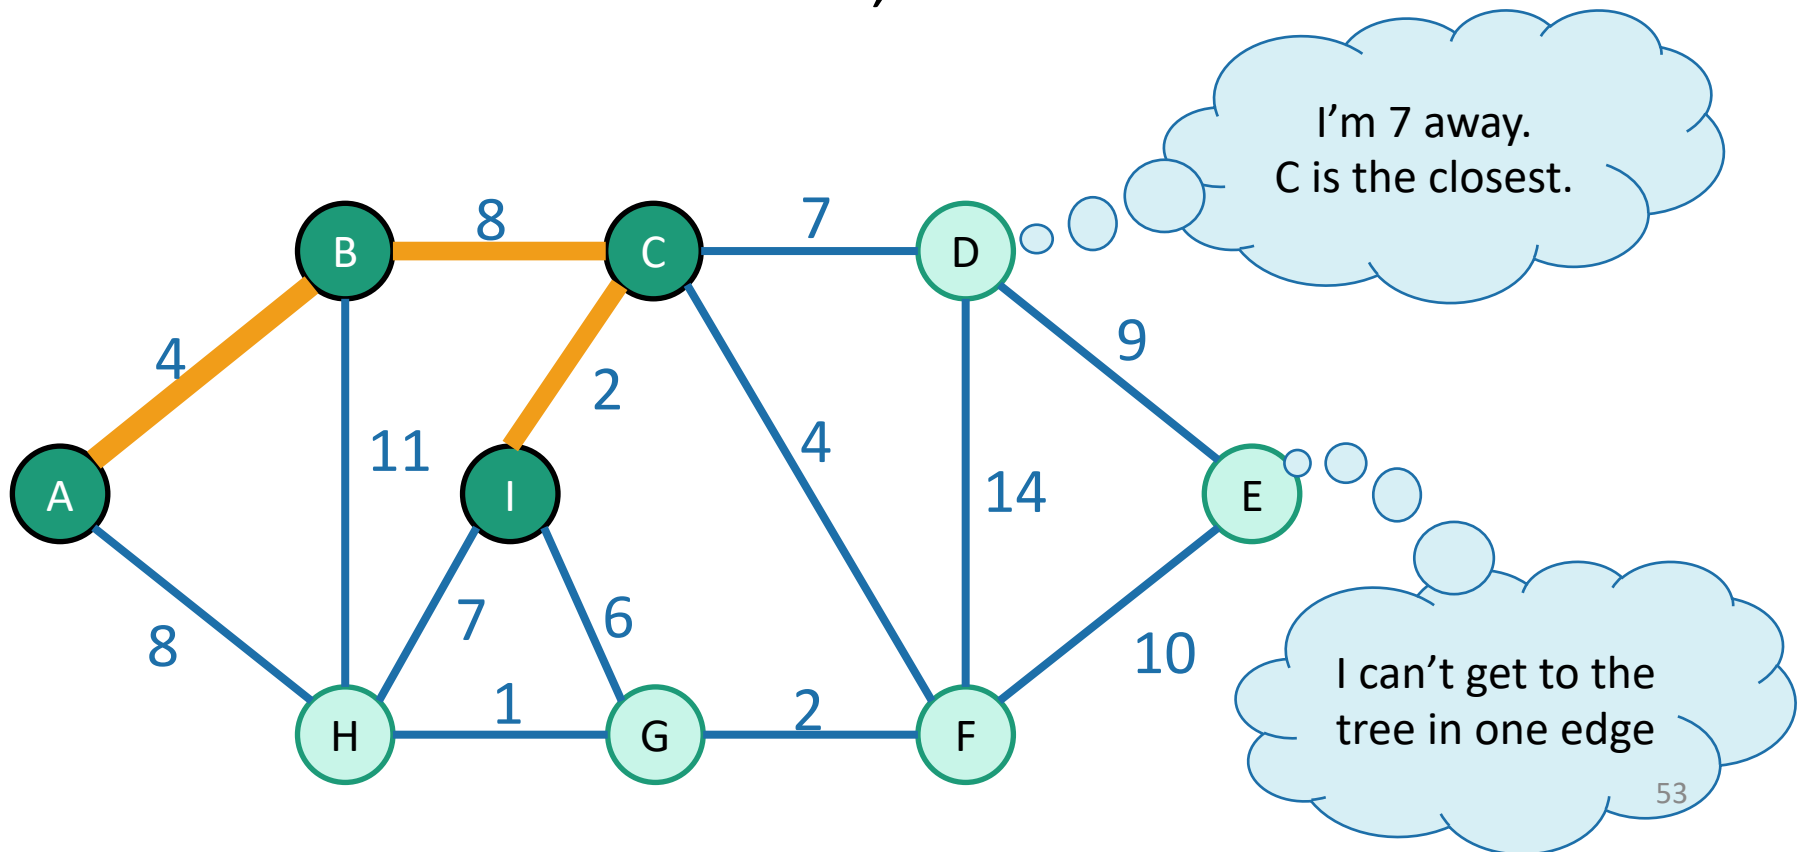 I’m 7 away.
C is the closest.
8
7
B
C
D
4
9
2
11
4
A
I
14
E
7
6
8
10
1
2
H
G
F
I can’t get to the
tree in one edge
53